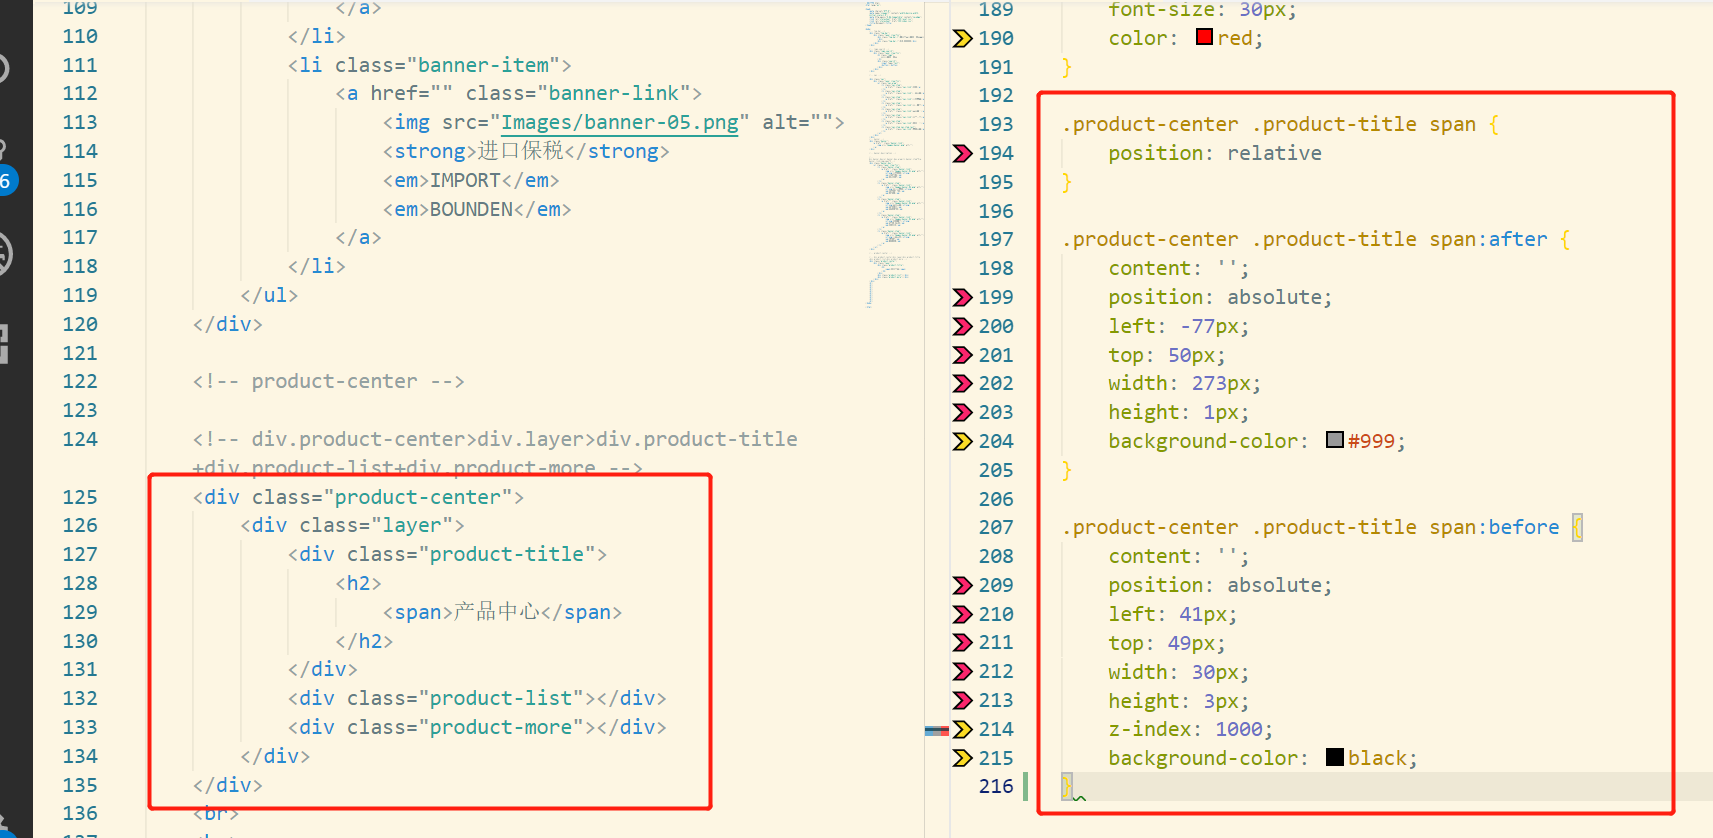 109 </a>
110 </li>
111 <li class="banner-item">
112 <a href="" class="banner-link">
113 <img src="Images/banner-05.png" alt="">
114 <strong>进口保税</strong>
115 <em>IMPORT</em>
116 <em>BOUNDEN</em>
117 </a>
118 </li>
119 </ul>
120 </div>
121
122 <!-- product-center -->
123
124 <!-- div.product-center>div.layer>div.product-title
+div.product-list+div.product-more -->
125 <div class="product-center">
126 <div class="layer">
127 <div class="product-title">
128 <h2>
129 <span>产品中心</span>
130 </h2>
131 </div>
132 <div class="product-list"></div>
133 <div class="product-more"></div>
134 </div>
135 </div>
136 <br>
6
189 font-size: 30px;
190 color: red;
191 }
192
193 .product-center .product-title span {
194 position: relative
195 }
196
197 .product-center .product-title span:after {
198 content: '';
199 position: absolute;
200 left: -77px;
201 top: 50px;
202 width: 273px;
203 height: 1px;
204 background-color: #999;
205 }
206
207 .product-center .product-title span:before {
208 content: '';
209 position: absolute;
210 left: 41px;
211 top: 49px;
212 width: 30px;
213 height: 3px;
214 z-index: 1000;
215 background-color: black;
216 }